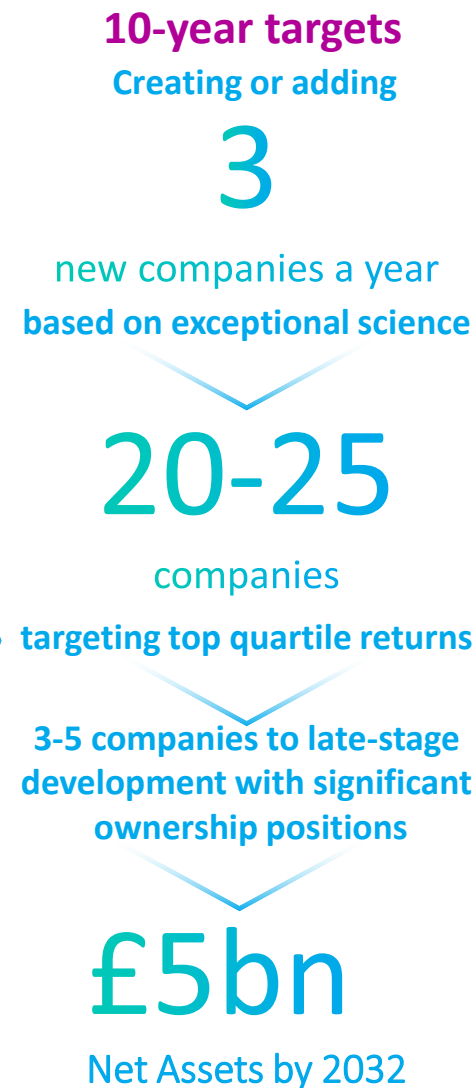 10-year targets
Creating or adding
3
new companies a year
based on exceptional science
20-25
companies
targeting top quartile returns
3-5 companies to late-stage
development with significant
ownership positions
£5bn
Net Assets by 2032